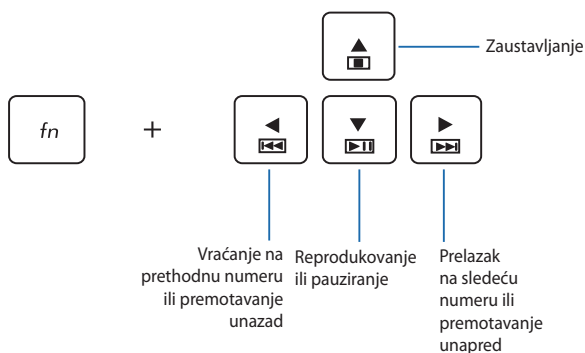 Zaustavljanje
fn
+
Vraćanje na
prethodnu numeru
ili premotavanje
unazad
Reprodukovanje
ili pauziranje
Prelazak
na sledeću
numeru ili
premotavanje
unapred